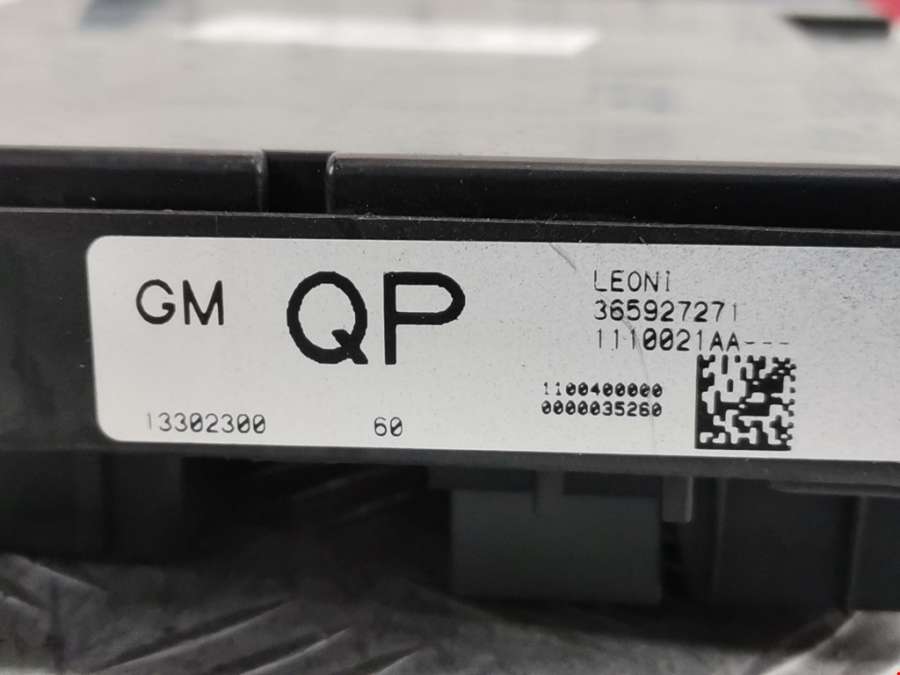 GM QP
LEONI
365927271
1110021AA---
1100400000
0000035260
13302300 60